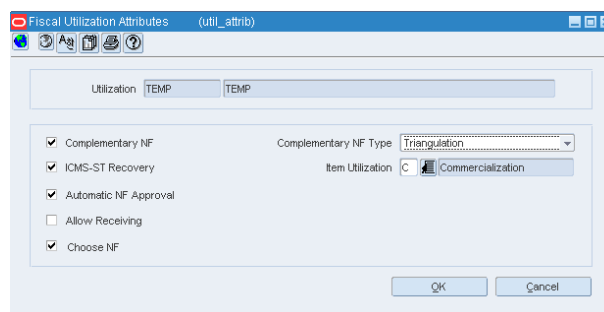 Fiscal Utilization Attributes (util_attrib)
Utilization TEMP TEMP
Complementary NF Complementary NF Type Triangulation
ICMS-ST Recovery Item Utilization C Commercialization
Automatic NF Approval
Allow Receiving
Choose NF
OK Cancel